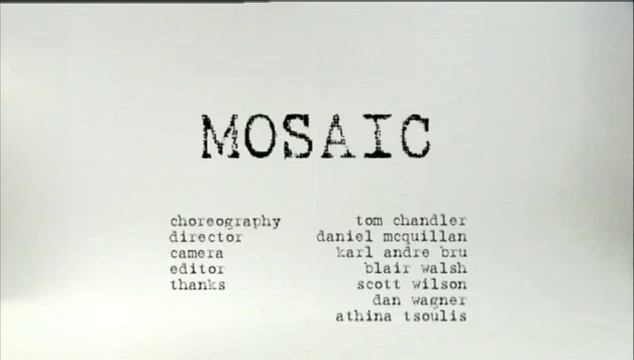 MOSAIC
choreography tom chandler
director daniel mcquillan
camera karl andre bru
editor blair walsh
thanks scott wilson
dan wagner
athina tsoulis